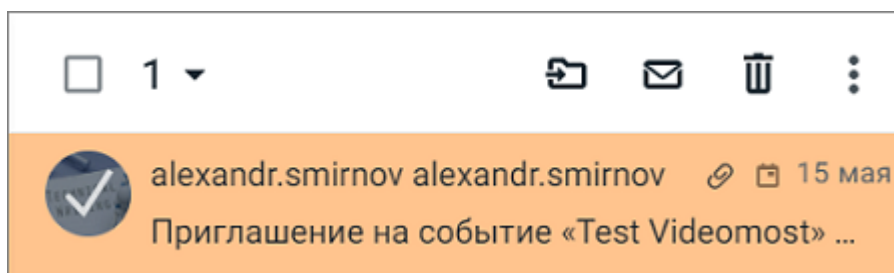 1
alexandr.smirnov alexandr.smirnov 15 мая
Приглашение на событие «Test Videomost» ...